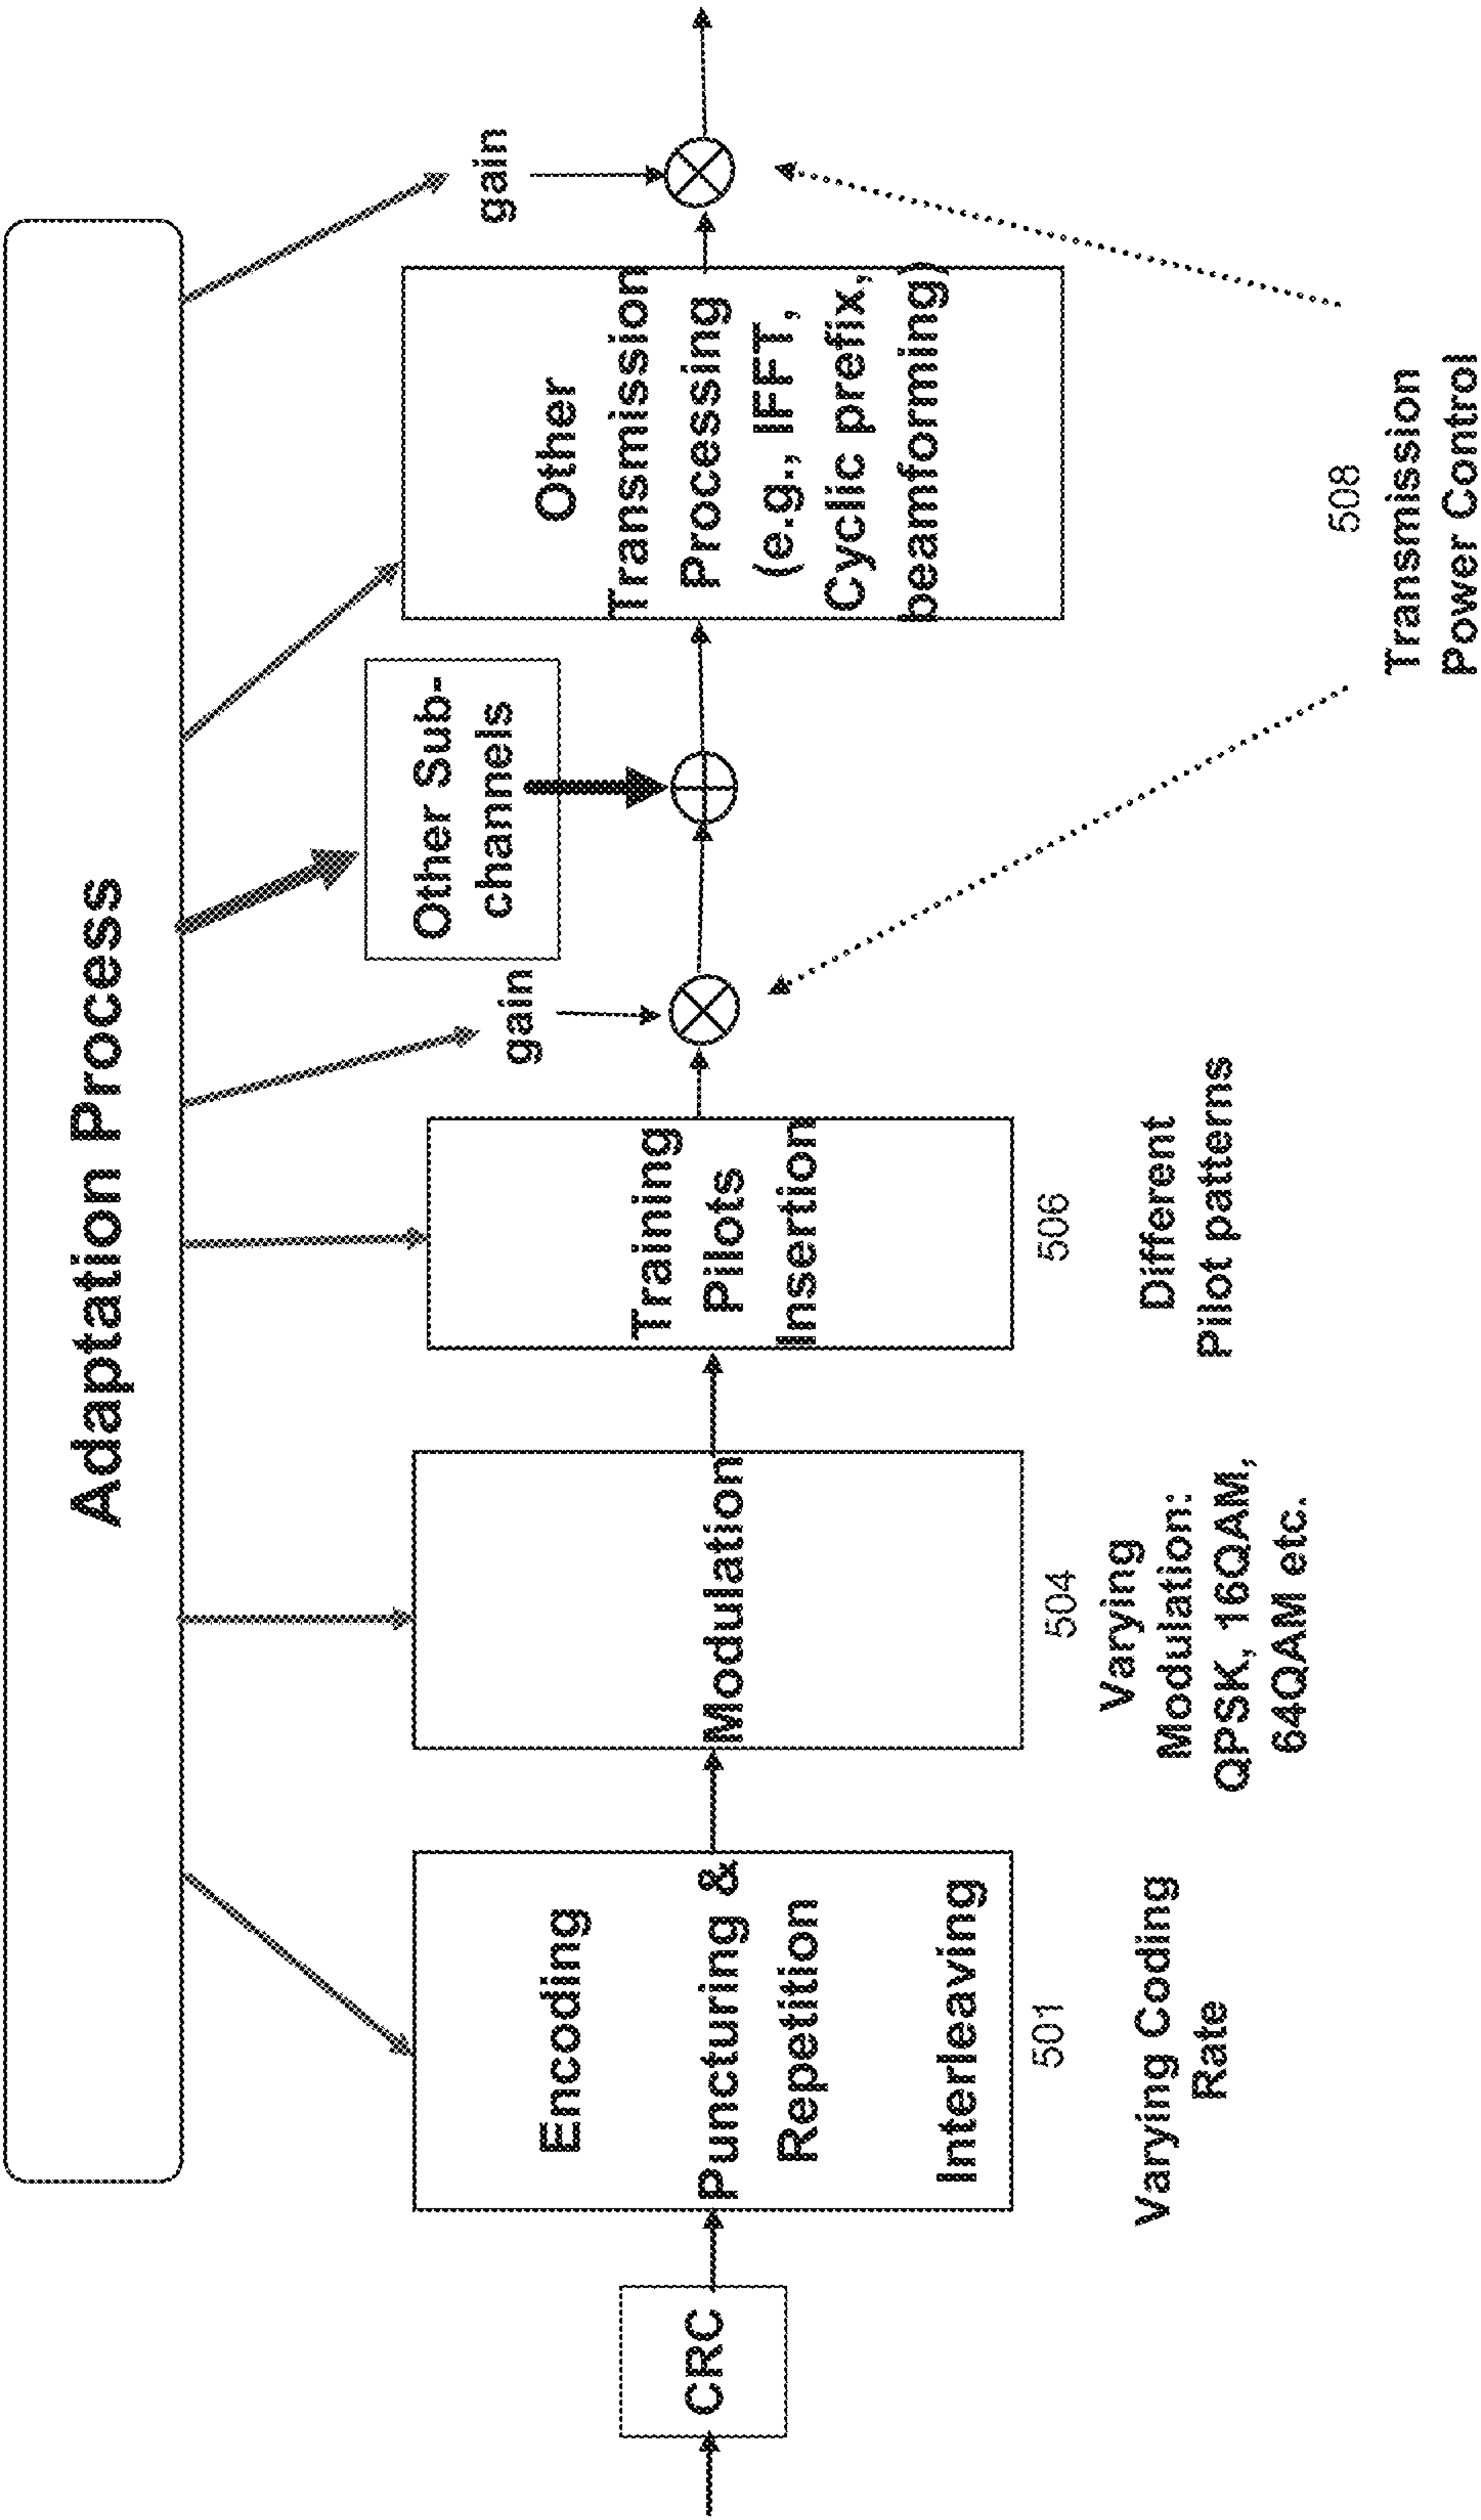 Adaptation Process
CRC
Encoding
Puncturing &
Repetition
Interleaving
501
Varying Coding
Rate
Modulation
504
Varying
Modulation:
QPSK, 16QAM,
64QAM etc.
Training
Pilots
Insertion
506
Different
Pilot patterns
gain
Other Sub-
channels
Other
Transmission
Processing
(e.g., IFFT,
Cyclic prefix,
beamforming)
gain
508
Transmission
Power Control